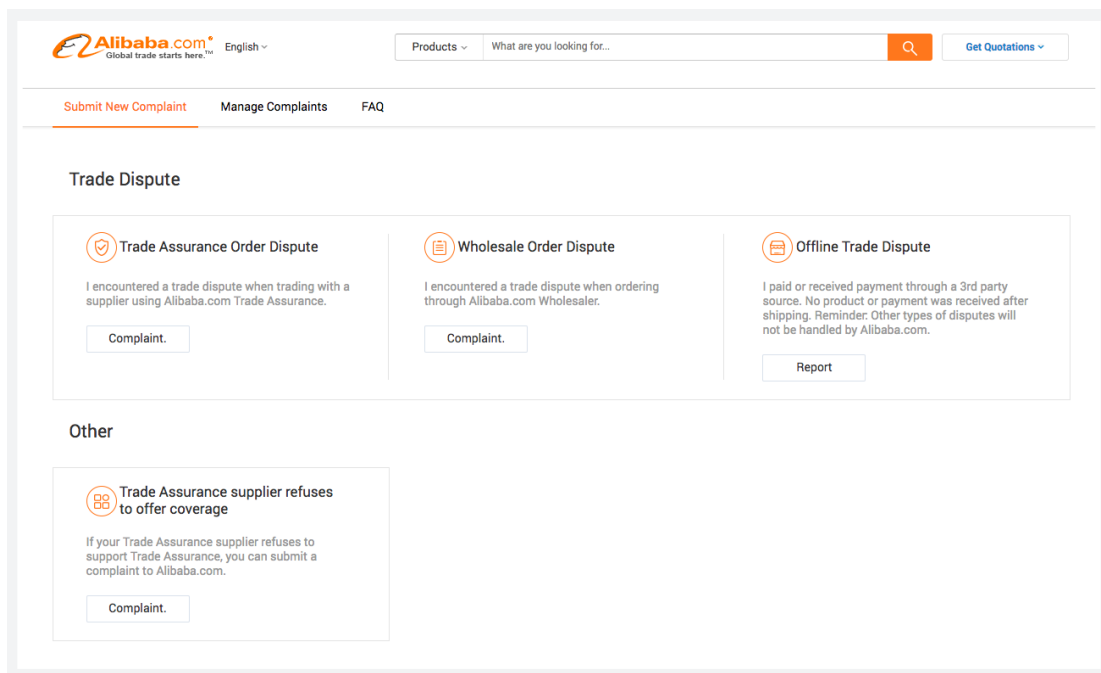 Alibaba.com®
Global trade starts here.™
English
Products
What are you looking for...
Get Quotations
Submit New Complaint
Manage Complaints
FAQ
Trade Dispute
Trade Assurance Order Dispute
I encountered a trade dispute when trading with a
supplier using Alibaba.com Trade Assurance.
Complaint.
Wholesale Order Dispute
I encountered a trade dispute when ordering
through Alibaba.com Wholesaler.
Complaint.
Offline Trade Dispute
I paid or received payment through a 3rd party
source. No product or payment was received after
shipping. Reminder: Other types of disputes will
not be handled by Alibaba.com.
Report
Other
Trade Assurance supplier refuses
to offer coverage
If your Trade Assurance supplier refuses to
support Trade Assurance, you can submit a
complaint to Alibaba.com.
Complaint.